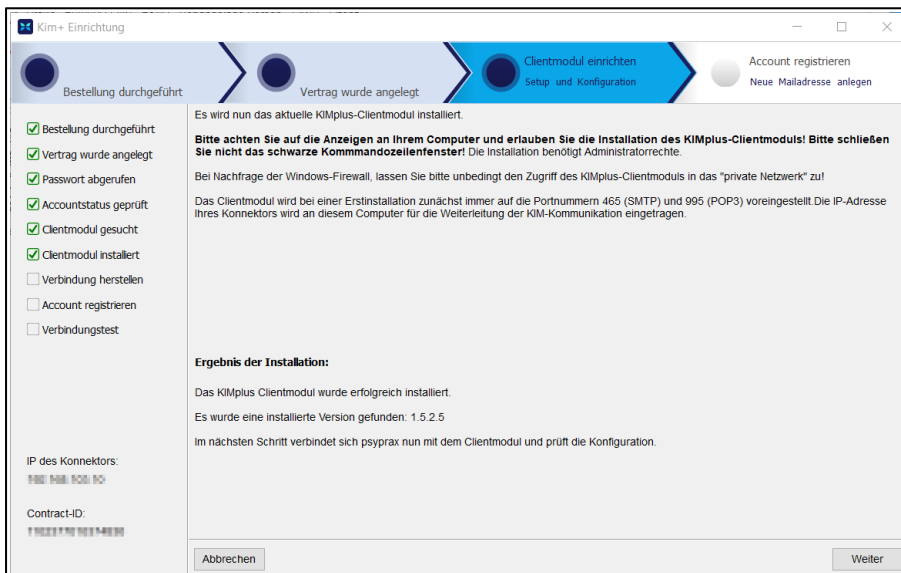 Kim+ Einrichtung
Bestellung durchgeführt
Vertrag wurde angelegt
Clientmodul einrichten
Setup und Konfiguration
Account registrieren
Neue Mailadresse anlegen
Bestellung durchgeführt
Vertrag wurde angelegt
Passwort abgerufen
Accountstatus geprüft
Clientmodul gesucht
Clientmodul installiert
Verbindung herstellen
Account registrieren
Verbindungstest
IP des Konnektors:
Contract-ID:
Es wird nun das aktuelle KIMplus-Clientmodul installiert.
Bitte achten Sie auf die Anzeigen an Ihrem Computer und erlauben Sie die Installation des KIMplus-Clientmoduls! Bitte schließen
Sie nicht das schwarze Kommmandozeilenfenster! Die Installation benötigt Administratorrechte.
Bei Nachfrage der Windows-Firewall, lassen Sie bitte unbedingt den Zugriff des KIMplus-Clientmoduls in das "private Netzwerk" zu!
Das Clientmodul wird bei einer Erstinstallation zunächst immer auf die Portnummern 465 (SMTP) und 995 (POP3) voreingestellt.Die IP-Adresse
Ihres Konnektors wird an diesem Computer für die Weiterleitung der KIM-Kommunikation eingetragen.
Ergebnis der Installation:
Das KIMplus Clientmodul wurde erfolgreich installiert.
Es wurde eine installierte Version gefunden: 1.5.2.5
Im nächsten Schritt verbindet sich psyprax nun mit dem Clientmodul und prüft die Konfiguration.
Abbrechen
Weiter